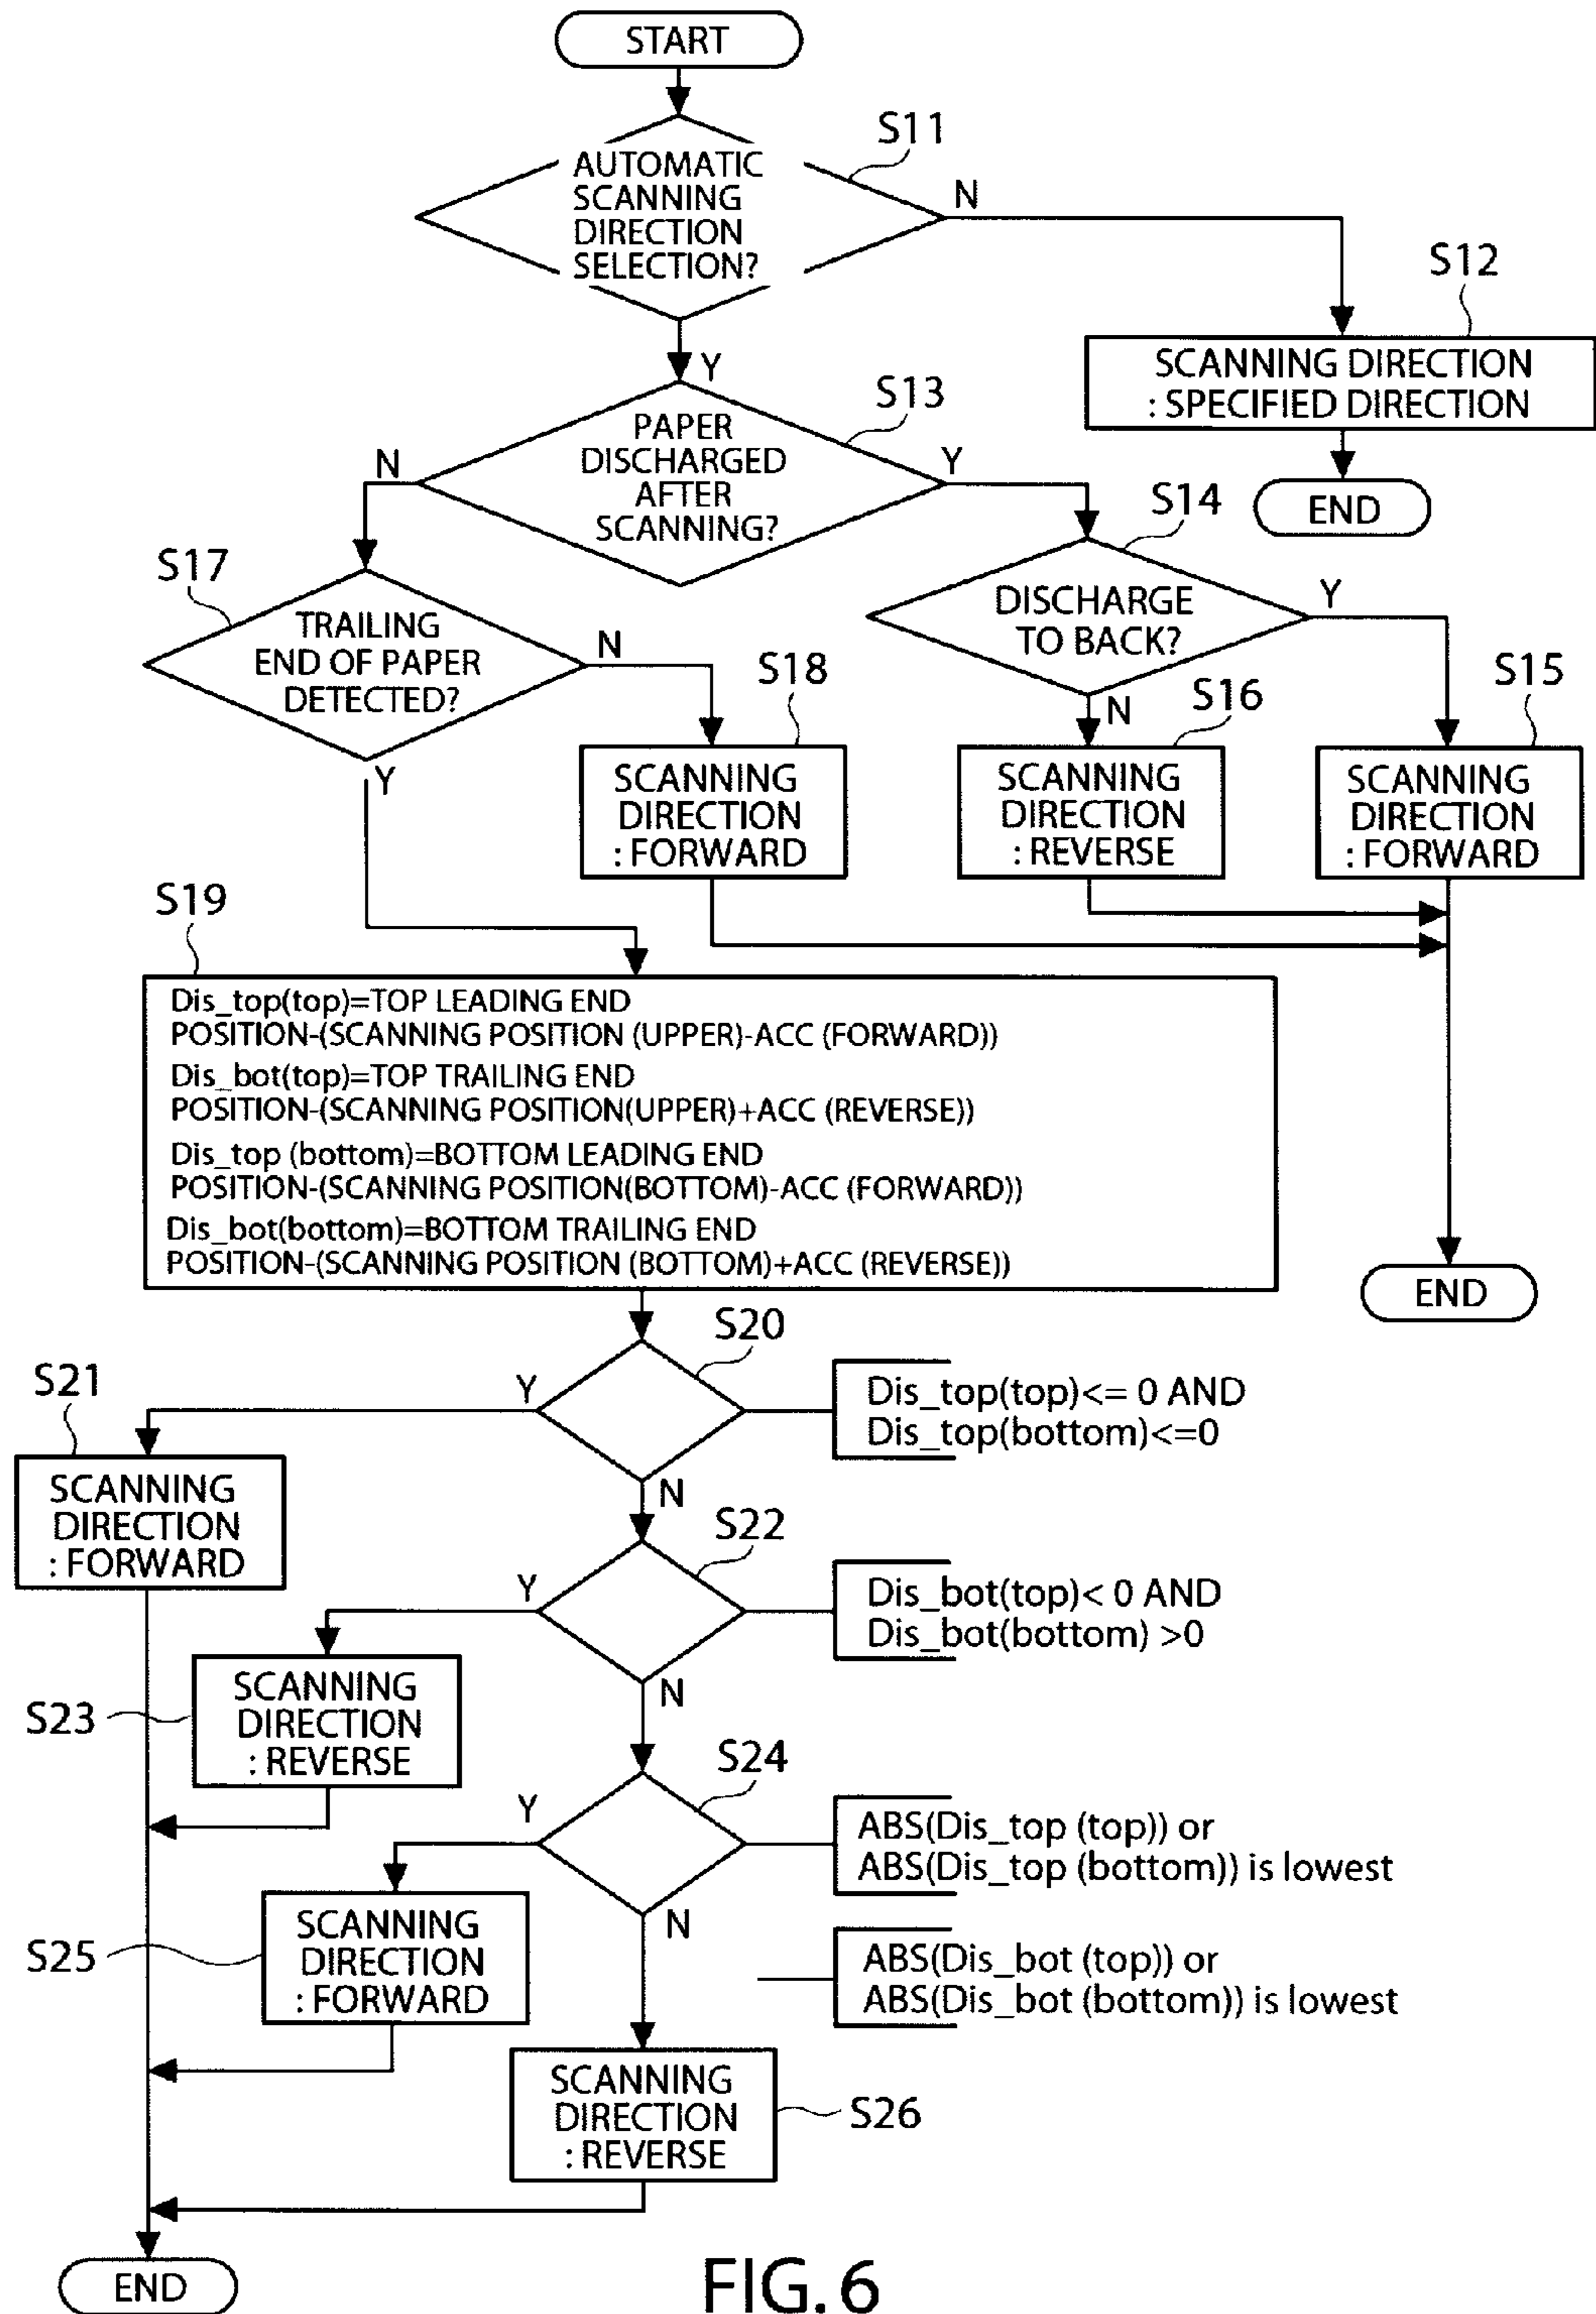 START
S11
AUTOMATIC
SCANNING
DIRECTION
SELECTION?
N
S12
SCANNING DIRECTION
: SPECIFIED DIRECTION
END
Y
S13
PAPER
DISCHARGED
AFTER
SCANNING?
N
Y
S14
DISCHARGE
TO BACK?
Y
N
S17
TRAILING
END OF PAPER
DETECTED?
N
Y
S18
SCANNING
DIRECTION
: FORWARD
S16
SCANNING
DIRECTION
: REVERSE
S15
SCANNING
DIRECTION
: FORWARD
END
S19
Dis_top(top)=TOP LEADING END
POSITION-(SCANNING POSITION (UPPER)-ACC (FORWARD))
Dis_bot(top)=TOP TRAILING END
POSITION-(SCANNING POSITION(UPPER)+ACC (REVERSE))
Dis_top (bottom)=BOTTOM LEADING END
POSITION-(SCANNING POSITION(BOTTOM)-ACC (FORWARD))
Dis_bot(bottom)=BOTTOM TRAILING END
POSITION-(SCANNING POSITION (BOTTOM)+ACC (REVERSE))
S20
Y
Dis_top(top)<= 0 AND
Dis_top(bottom)<=0
N
S21
SCANNING
DIRECTION
: FORWARD
S22
Y
Dis_bot(top)< 0 AND
Dis_bot(bottom) >0
N
S23
SCANNING
DIRECTION
: REVERSE
S24
Y
ABS(Dis_top (top)) or
ABS(Dis_top (bottom)) is lowest
N
S25
SCANNING
DIRECTION
: FORWARD
ABS(Dis_bot (top)) or
ABS(Dis_bot (bottom)) is lowest
SCANNING
DIRECTION
: REVERSE
S26
END
FIG. 6